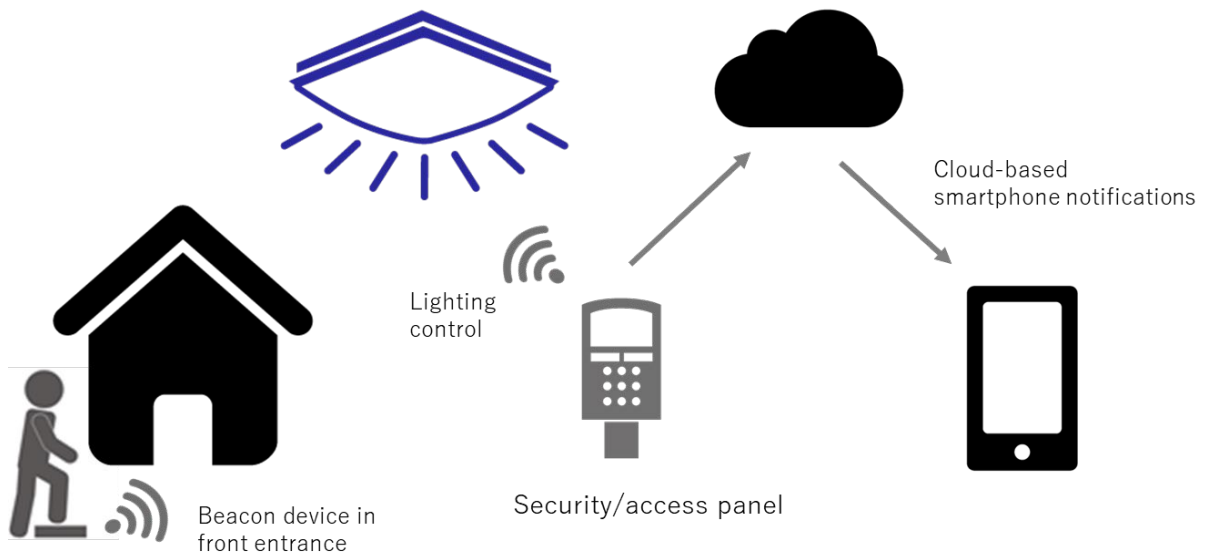 Cloud-based
smartphone notifications
Lighting
control
Security/access panel
Beacon device in
front entrance